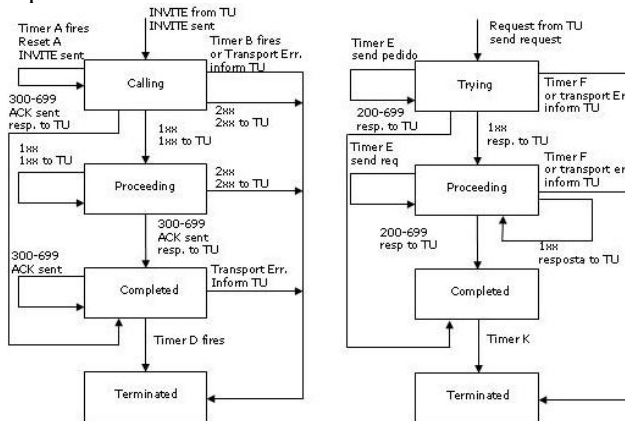 INVITE from TU
INVITE sent
Timer A fires
Reset A
INVITE sent
Timer B fires
or Transport Err.
inform TU
Calling
300-699
ACK sent
resp. to TU
2xx
2xx to TU
1xx
1xx to TU
1xx
1xx to TU
Proceeding
2xx
2xx to TU
300-699
ACK sent
resp. to TU
300-699
ACK sent
Completed
Transport Err.
Inform TU
Timer D fires
Terminated
Request from TU
send request
Timer E
send pedido
Trying
Timer F
or transport Err
inform TU
200-699
resp. to TU
1xx
resp. to TU
Timer E
send req
Timer F
or transport er
inform TU
Proceeding
200-699
resp to TU
1xx
resposta to TU
Completed
Timer K
Terminated